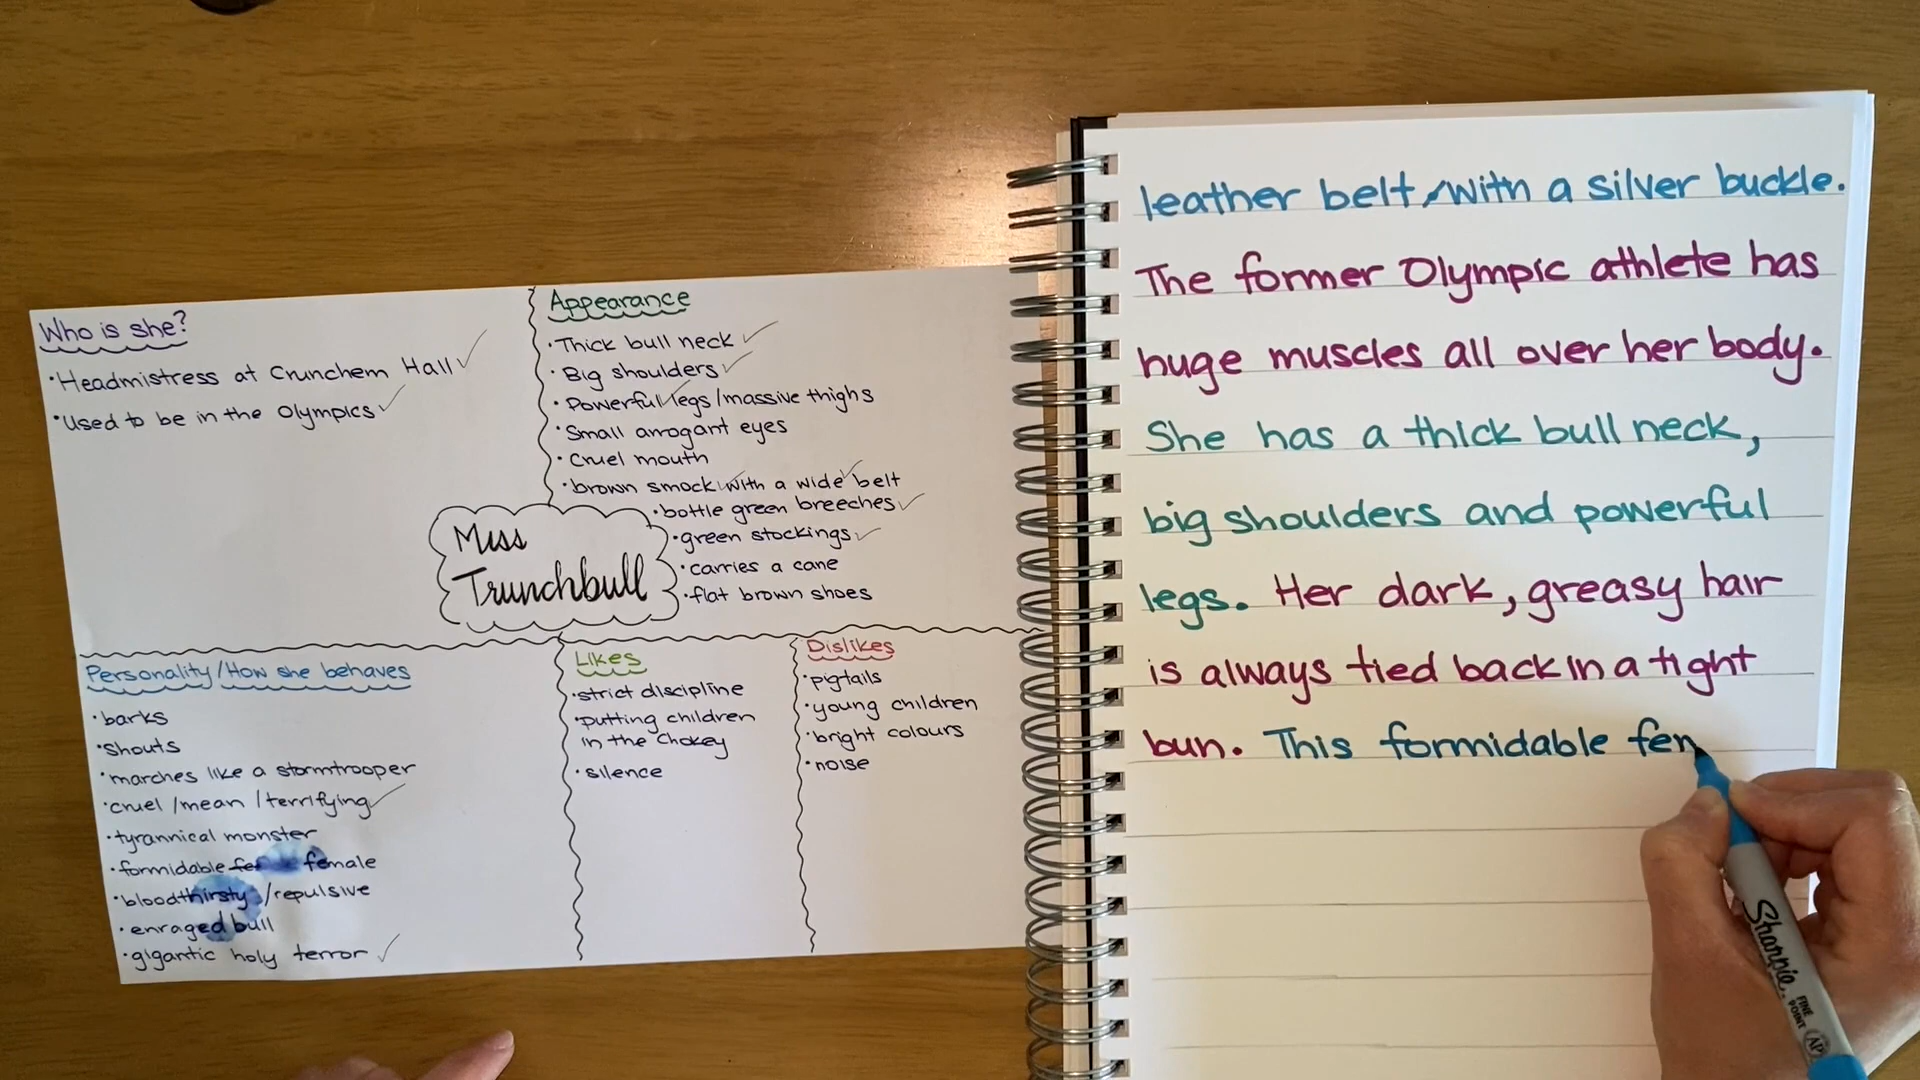 Who is she?
•Headmistress at Crunchem Hall ✓
•Used to be in the Olympics ✓
Appearance
•Thick bull neck ✓
•Big shoulders ✓
•Powerful legs/massive thighs
•Small arrogant eyes
•Cruel mouth
•brown smock with a wide belt
•bottle green breeches ✓
•green stockings ✓
•carries a cane
•flat brown shoes
Miss
Trunchbull
Personality/How she behaves
•barks
•shouts
•marches like a stormtrooper
•cruel/mean/terrifying ✓
•tyrannical monster
•formidable female
•bloodthirsty/repulsive
•enraged bull
•gigantic holy terror ✓
Likes
•strict discipline
•putting children
in the Chokey
•silence
Dislikes
•pigtails
•young children
•bright colours
•noise
leather belt, with a silver buckle.
The former Olympic athlete has
huge muscles all over her body.
She has a thick bull neck,
big shoulders and powerful
legs. Her dark, greasy hair
is always tied back in a tight
bun. This formidable fem
Sharpie.
FINE
POINT
AP